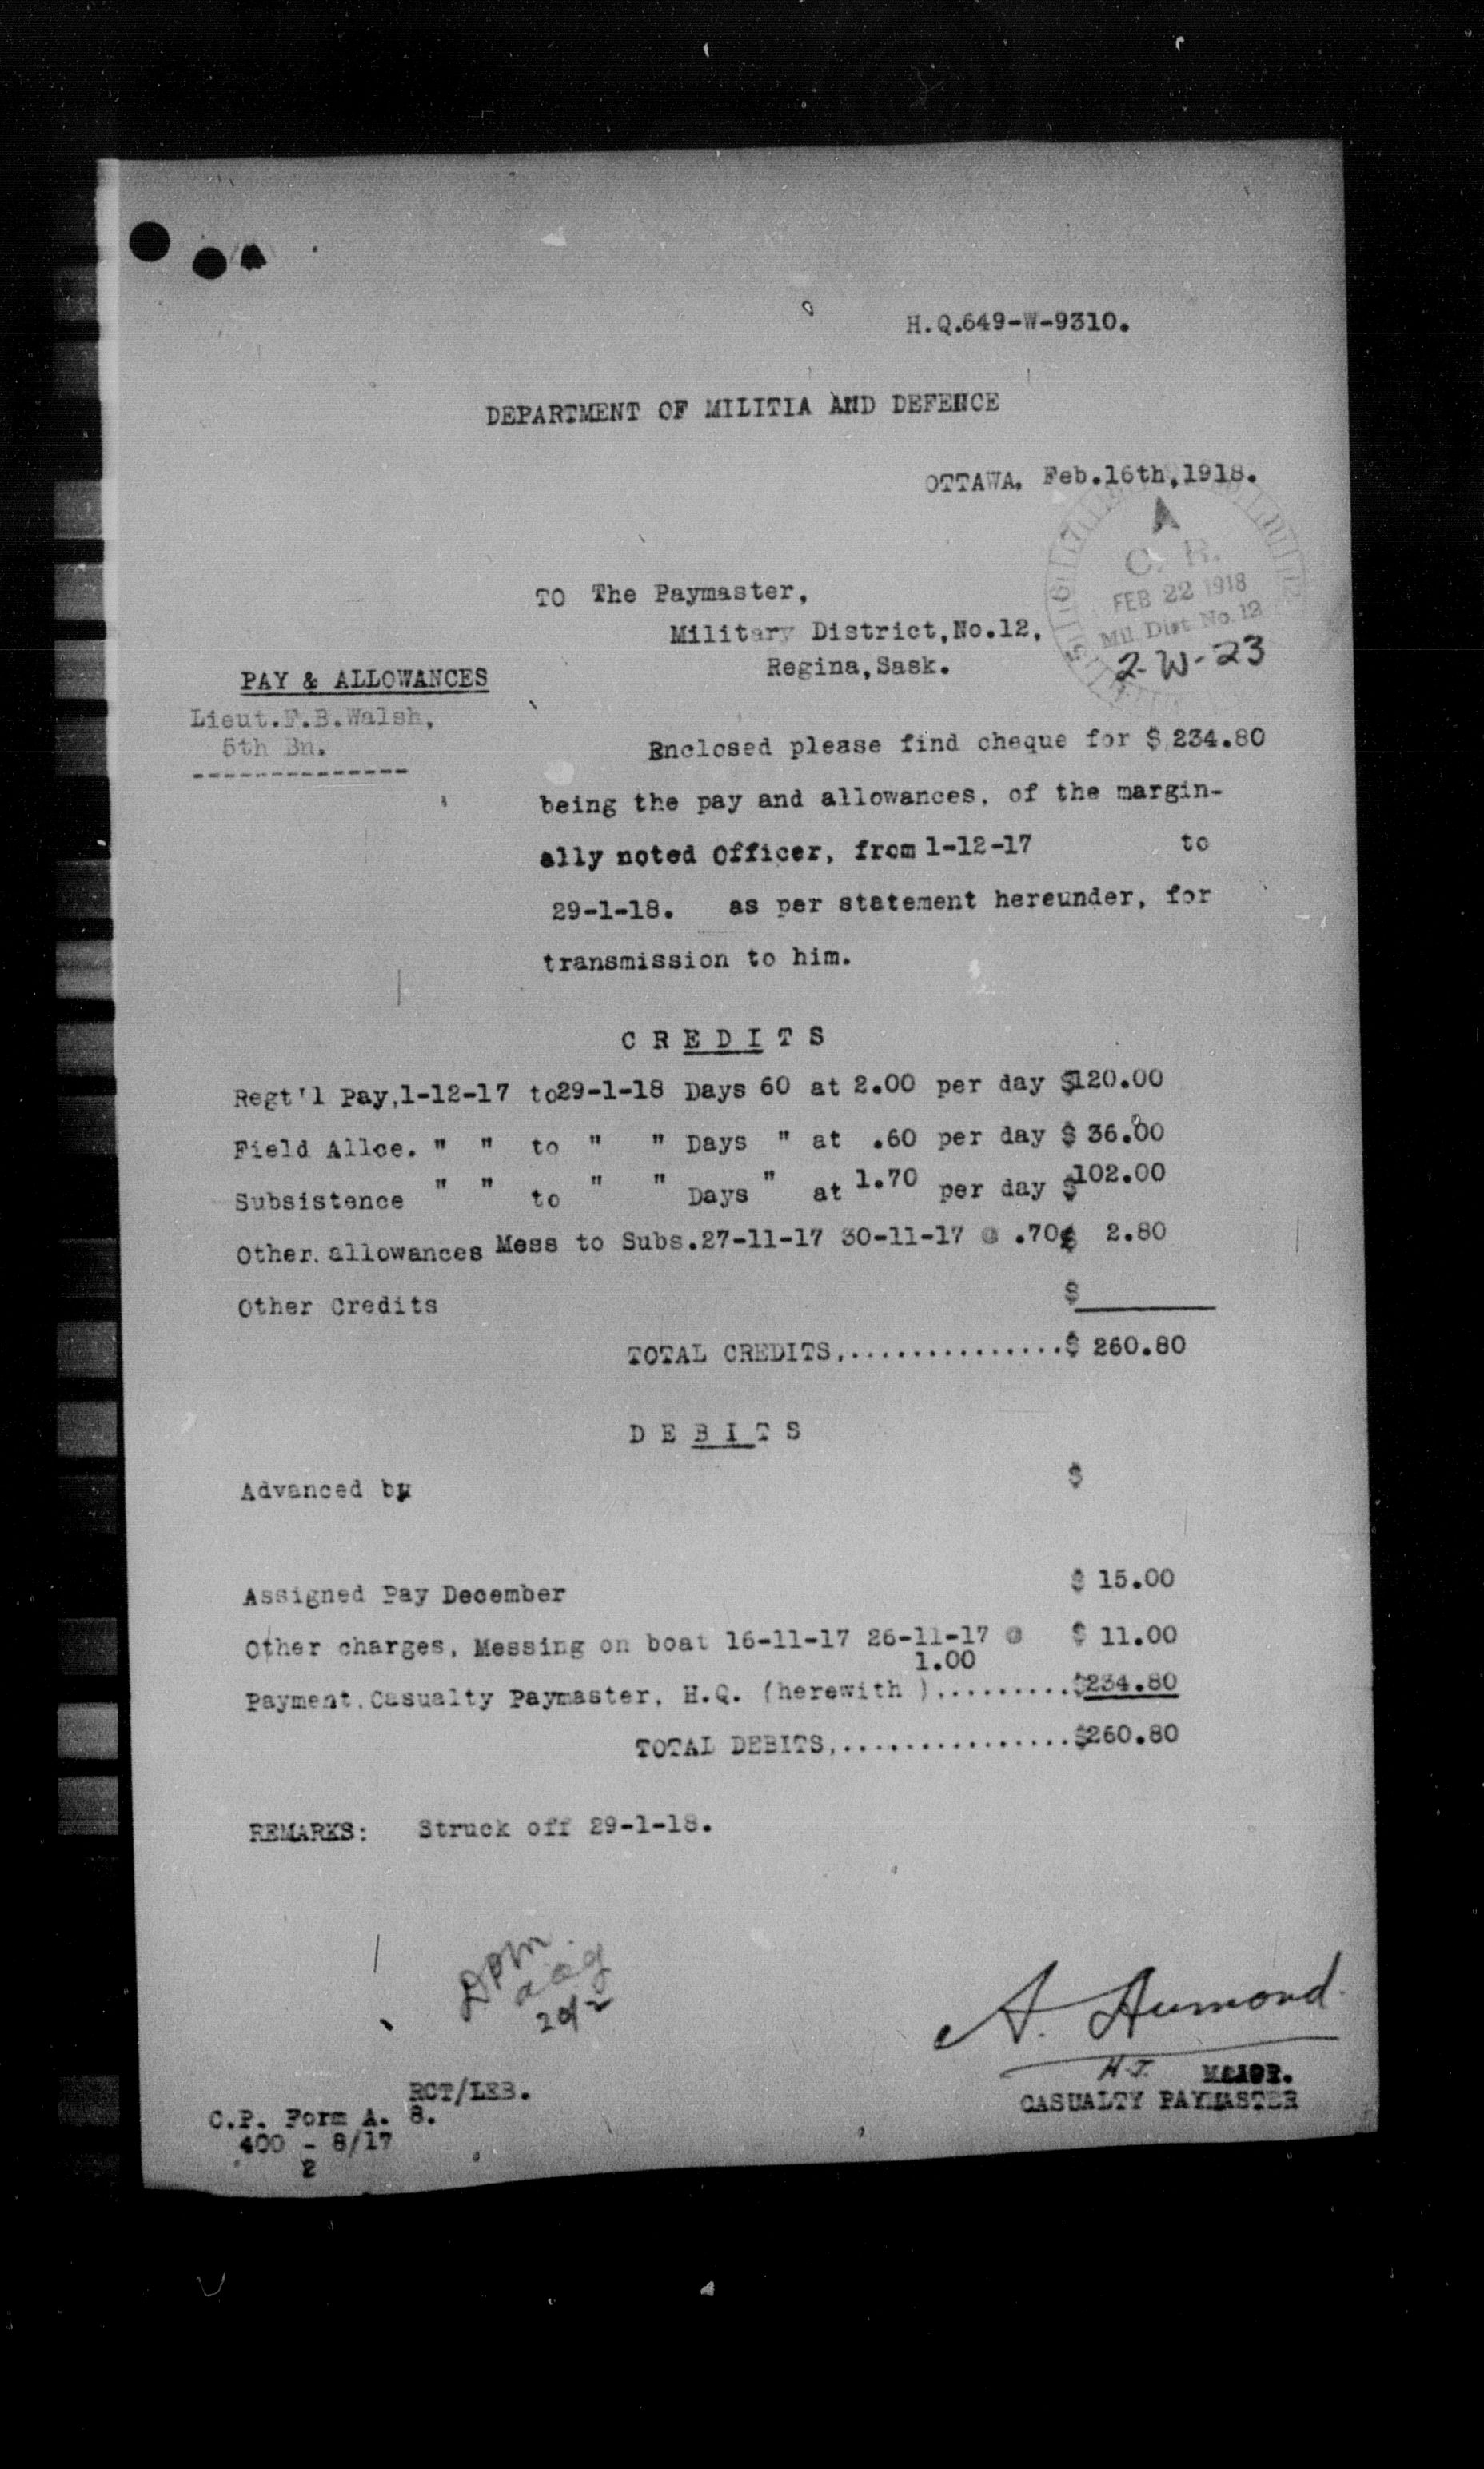 H.Q.649-W-9310.
DEPARTMENT OF MILITIA AND DEFENCE
OTTAWA. Feb.16th,1918.
C. R.
FEB 22 1918
Mil. Dist No. 12
2-W-23
TO The Paymaster,
Military District,No.12,
Regina,Sask.
PAY & ALLOWANCES
Lieut.F.B.Walsh,
5th Bn.
Enclosed please find cheque for $ 234.80
being the pay and allowances, of the margin-
ally noted Officer, from 1-12-17 to
29-1-18. as per statement hereunder, for
transmission to him.
C R E D I T S
Regt'l Pay,1-12-17 to29-1-18 Days 60 at 2.00 per day $120.00
Field Allce. " " to " " Days " at .60 per day $ 36.00
Subsistence " " to " " Days " at 1.70 per day $102.00
Other. allowances Mess to Subs.27-11-17 30-11-17 @ .70$ 2.80
Other Credits $
TOTAL CREDITS,...............$ 260.80
D E B I T S
Advanced by $
Assigned Pay December $ 15.00
Other charges, Messing on boat 16-11-17 26-11-17 @ $ 11.00
1.00
Payment,Casualty Paymaster, H.Q. (herewith ),.........$234.80
TOTAL DEBITS,................$260.80
REMARKS: Struck off 29-1-18.
A. Aumond
MAJOR.
CASUALTY PAYMASTER
RCT/LEB.
C.P. Form A. 8.
400 - 8/17
2